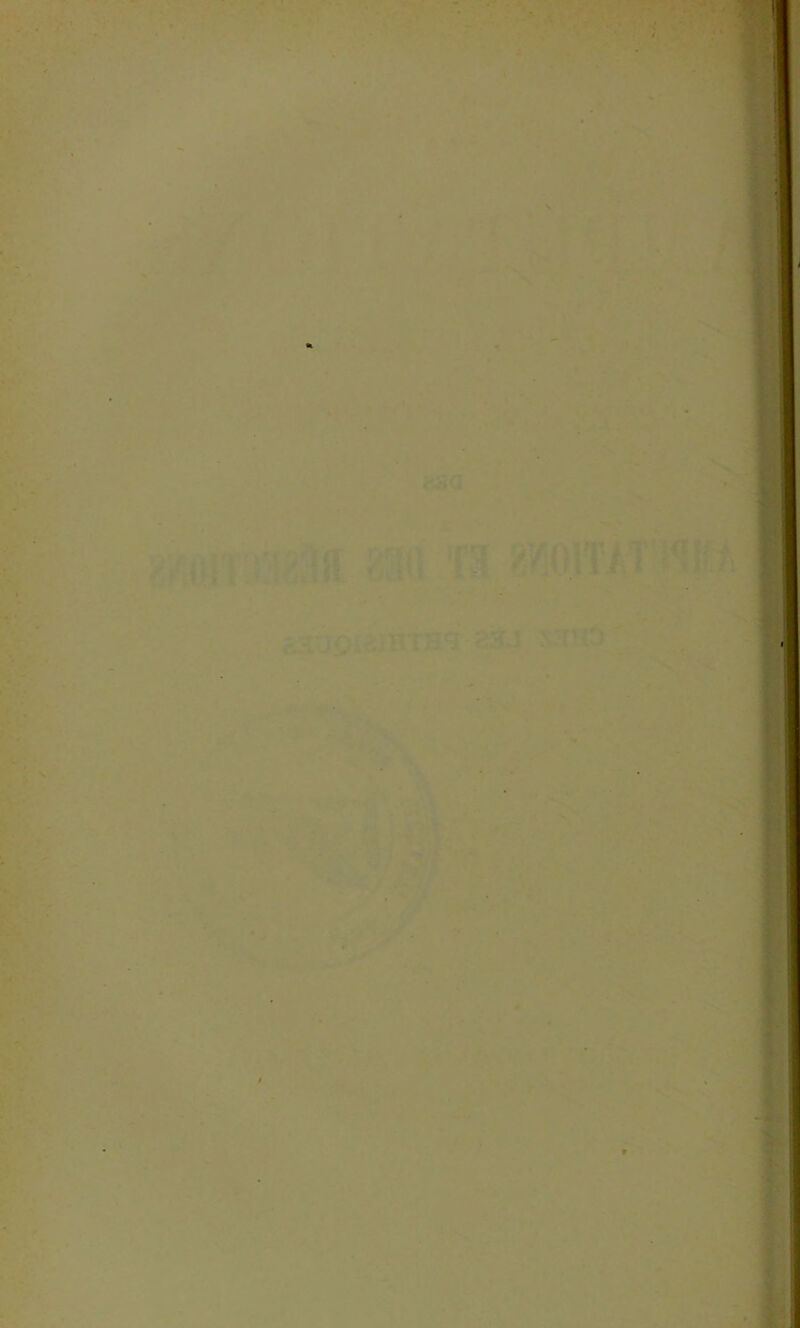 DES
AMPUTATIONS ET DES RÉSECTIONS
CHEZ LES PHTHISIQUES